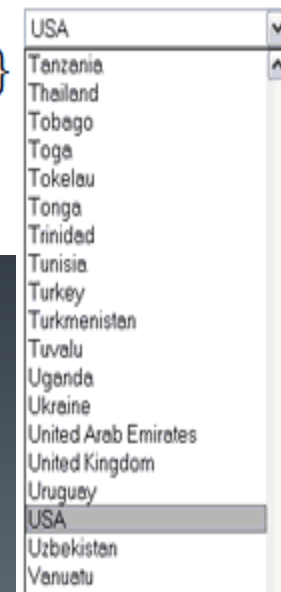 USA
}
Tanzania
Thailand
Tobago
Toga
Tokelau
Tonga
Trinidad
Tunisia
Turkey
Turkmenistan
Tuvalu
Uganda
Ukraine
United Arab Emirates
United Kingdom
Uruguay
USA
Uzbekistan
Vanuatu